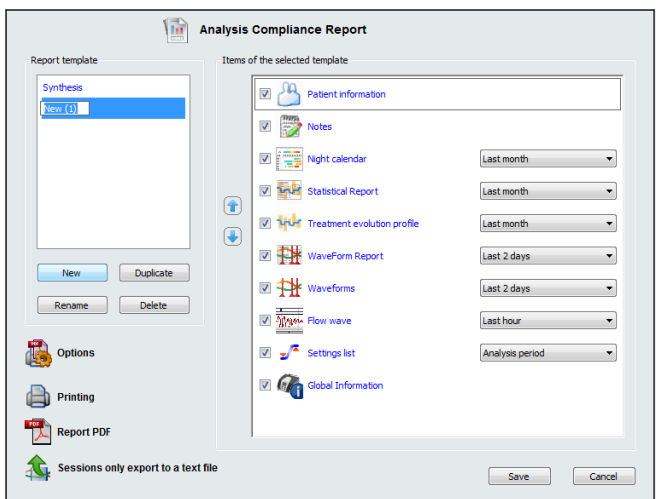 Analysis Compliance Report
Report template
Items of the selected template
Synthesis
New (1)
New
Duplicate
Rename
Delete
Patient information
Notes
Night calendar
Last month
Statistical Report
Last month
Treatment evolution profile
Last month
WaveForm Report
Last 2 days
Waveforms
Last 2 days
Flow wave
Last hour
Settings list
Analysis period
Global Information
Options
Printing
PDF
Report PDF
Sessions only export to a text file
Save
Cancel